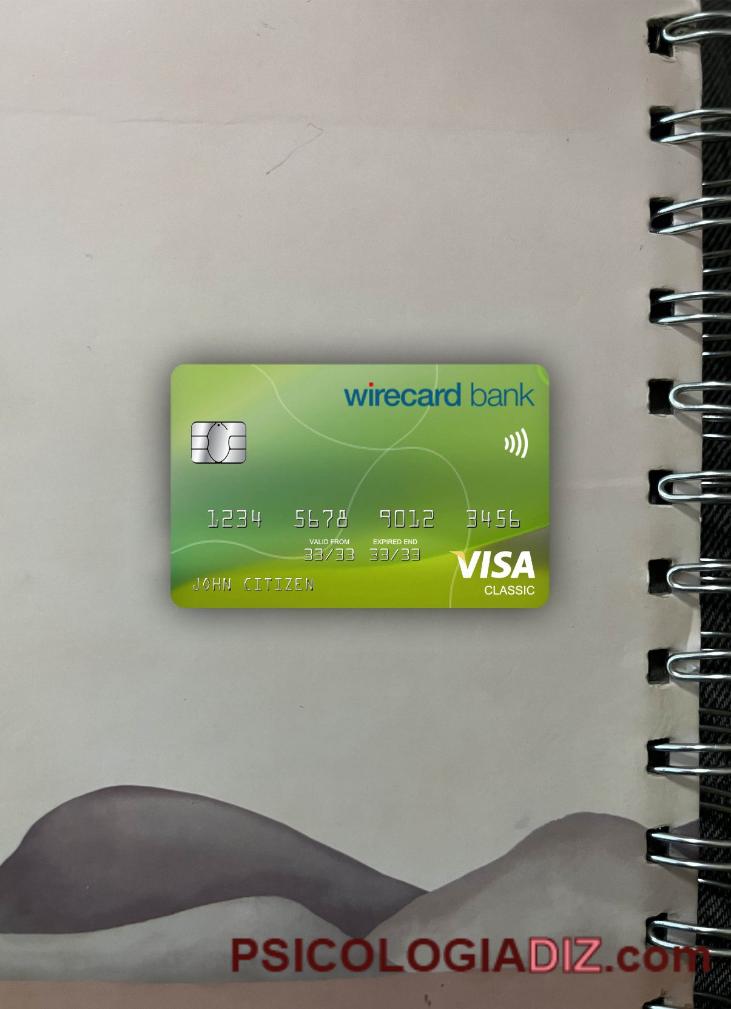 wirecard bank
1234 5678 9012 3456
VALID FROM EXPIRED END
33/33 33/33
JOHN CITIZEN
VISA
CLASSIC
PSICOLOGIADIZ.com